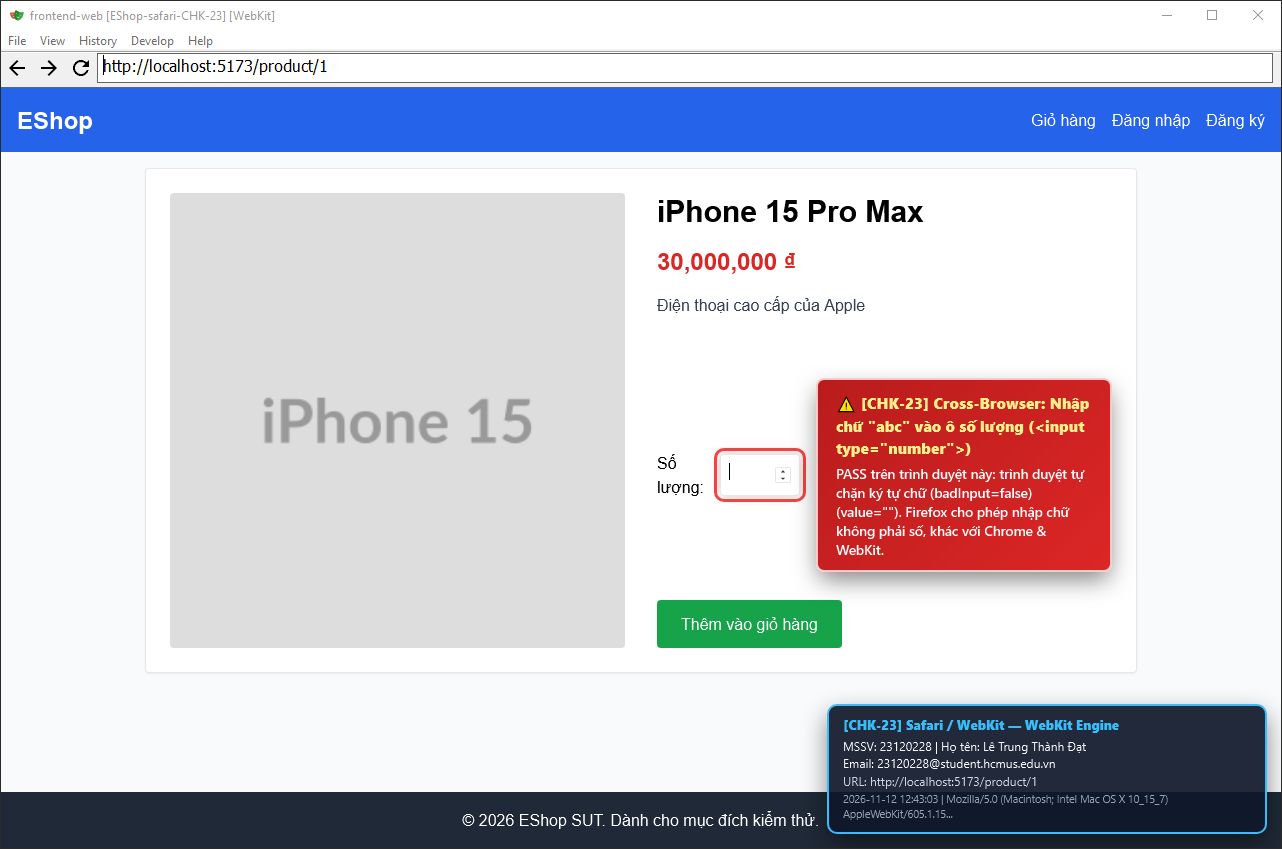 frontend-web [EShop-safari-CHK-23] [WebKit]
File View History Develop Help
http://localhost:5173/product/1
EShop
Giỏ hàng Đăng nhập Đăng ký
iPhone 15
iPhone 15 Pro Max
30,000,000 ₫
Điện thoại cao cấp của Apple
Số
lượng:
⚠️ [CHK-23] Cross-Browser: Nhập
chữ "abc" vào ô số lượng (<input
type="number">)
PASS trên trình duyệt này: trình duyệt tự
chặn ký tự chữ (badInput=false)
(value=""). Firefox cho phép nhập chữ
không phải số, khác với Chrome &
WebKit.
Thêm vào giỏ hàng
[CHK-23] Safari / WebKit — WebKit Engine
MSSV: 23120228 | Họ tên: Lê Trung Thành Đạt
Email: 23120228@student.hcmus.edu.vn
URL: http://localhost:5173/product/1
2026-11-12 12:43:03 | Mozilla/5.0 (Macintosh; Intel Mac OS X 10_15_7)
AppleWebKit/605.1.15...
© 2026 EShop SUT. Dành cho mục đích kiểm thử.